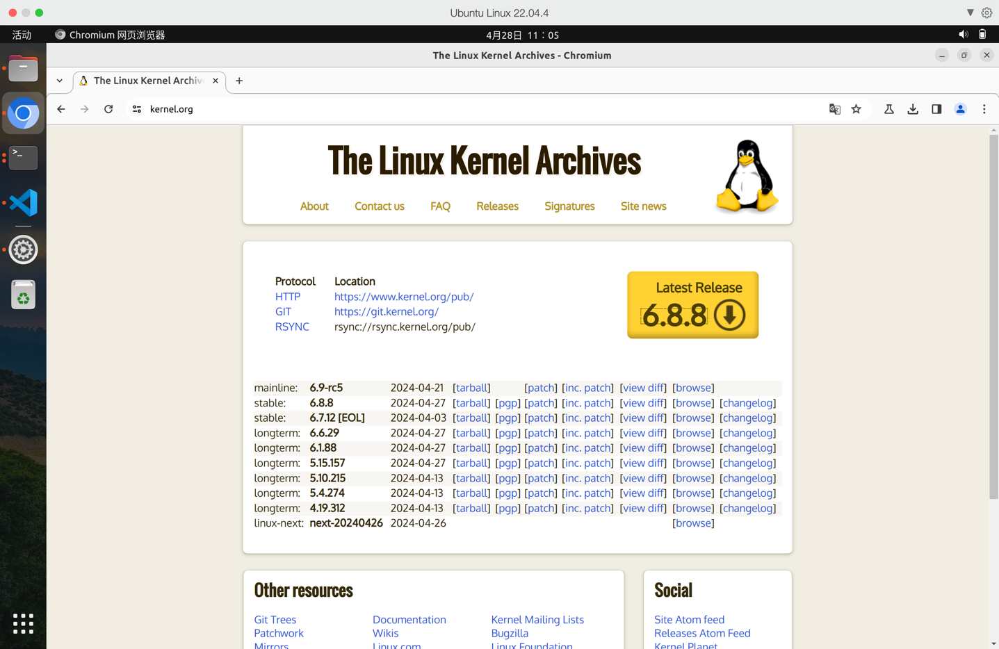 Ubuntu Linux 22.04.4
活动 Chromium 网页浏览器 4月28日 11：05
The Linux Kernel Archives - Chromium
The Linux Kernel Archive
kernel.org
The Linux Kernel Archives
About Contact us FAQ Releases Signatures Site news
Protocol Location
HTTP https://www.kernel.org/pub/
GIT https://git.kernel.org/
RSYNC rsync://rsync.kernel.org/pub/
Latest Release
6.8.8
mainline: 6.9-rc5 2024-04-21 [tarball] [patch] [inc. patch] [view diff] [browse]
stable: 6.8.8 2024-04-27 [tarball] [pgp] [patch] [inc. patch] [view diff] [browse] [changelog]
stable: 6.7.12 [EOL] 2024-04-03 [tarball] [pgp] [patch] [inc. patch] [view diff] [browse] [changelog]
longterm: 6.6.29 2024-04-27 [tarball] [pgp] [patch] [inc. patch] [view diff] [browse] [changelog]
longterm: 6.1.88 2024-04-27 [tarball] [pgp] [patch] [inc. patch] [view diff] [browse] [changelog]
longterm: 5.15.157 2024-04-27 [tarball] [pgp] [patch] [inc. patch] [view diff] [browse] [changelog]
longterm: 5.10.215 2024-04-13 [tarball] [pgp] [patch] [inc. patch] [view diff] [browse] [changelog]
longterm: 5.4.274 2024-04-13 [tarball] [pgp] [patch] [inc. patch] [view diff] [browse] [changelog]
longterm: 4.19.312 2024-04-13 [tarball] [pgp] [patch] [inc. patch] [view diff] [browse] [changelog]
linux-next: next-20240426 2024-04-26 [browse]
Other resources
Git Trees Documentation Kernel Mailing Lists
Patchwork Wikis Bugzilla
Mirrors Linux.com Linux Foundation
Social
Site Atom feed
Releases Atom Feed
Kernel Planet